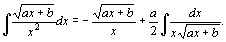 ∫ √(ax + b) / x² dx = − √(ax + b) / x + a/2 ∫ dx / (x√(ax + b)).